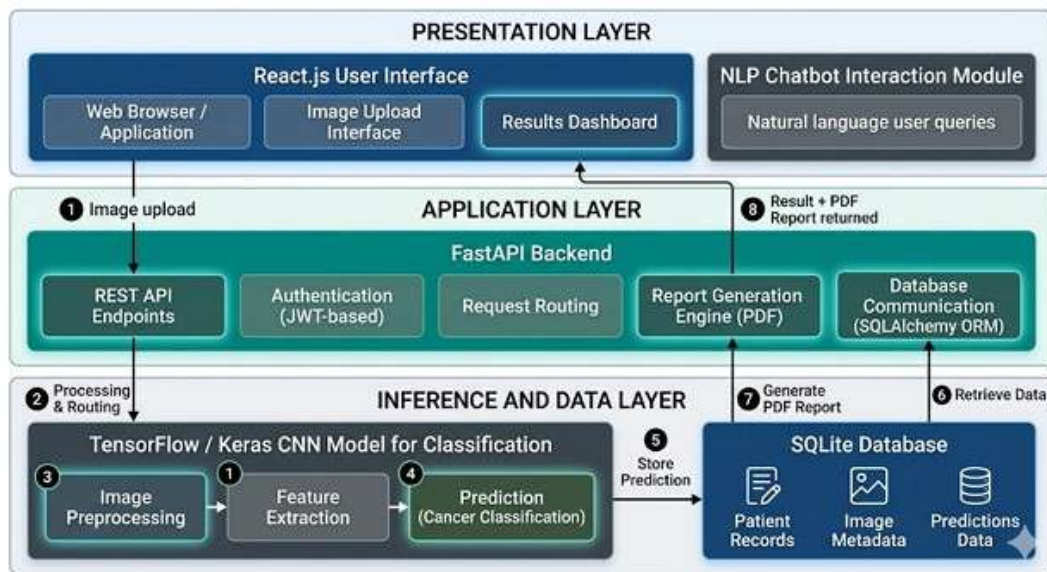 PRESENTATION LAYER
React.js User Interface
Web Browser /
Application
Image Upload
Interface
Results Dashboard
NLP Chatbot Interaction Module
Natural language user queries
1 Image upload
8 Result + PDF
Report returned
APPLICATION LAYER
FastAPI Backend
REST API
Endpoints
Authentication
(JWT-based)
Request Routing
Report Generation
Engine (PDF)
Database
Communication
(SQLAlchemy ORM)
2 Processing
& Routing
7 Generate
PDF Report
6 Retrieve Data
INFERENCE AND DATA LAYER
TensorFlow / Keras CNN Model for Classification
3
Image
Preprocessing
1
Feature
Extraction
4
Prediction
(Cancer Classification)
5
Store
Prediction
SQLite Database
Patient
Records
Image
Metadata
Predictions
Data